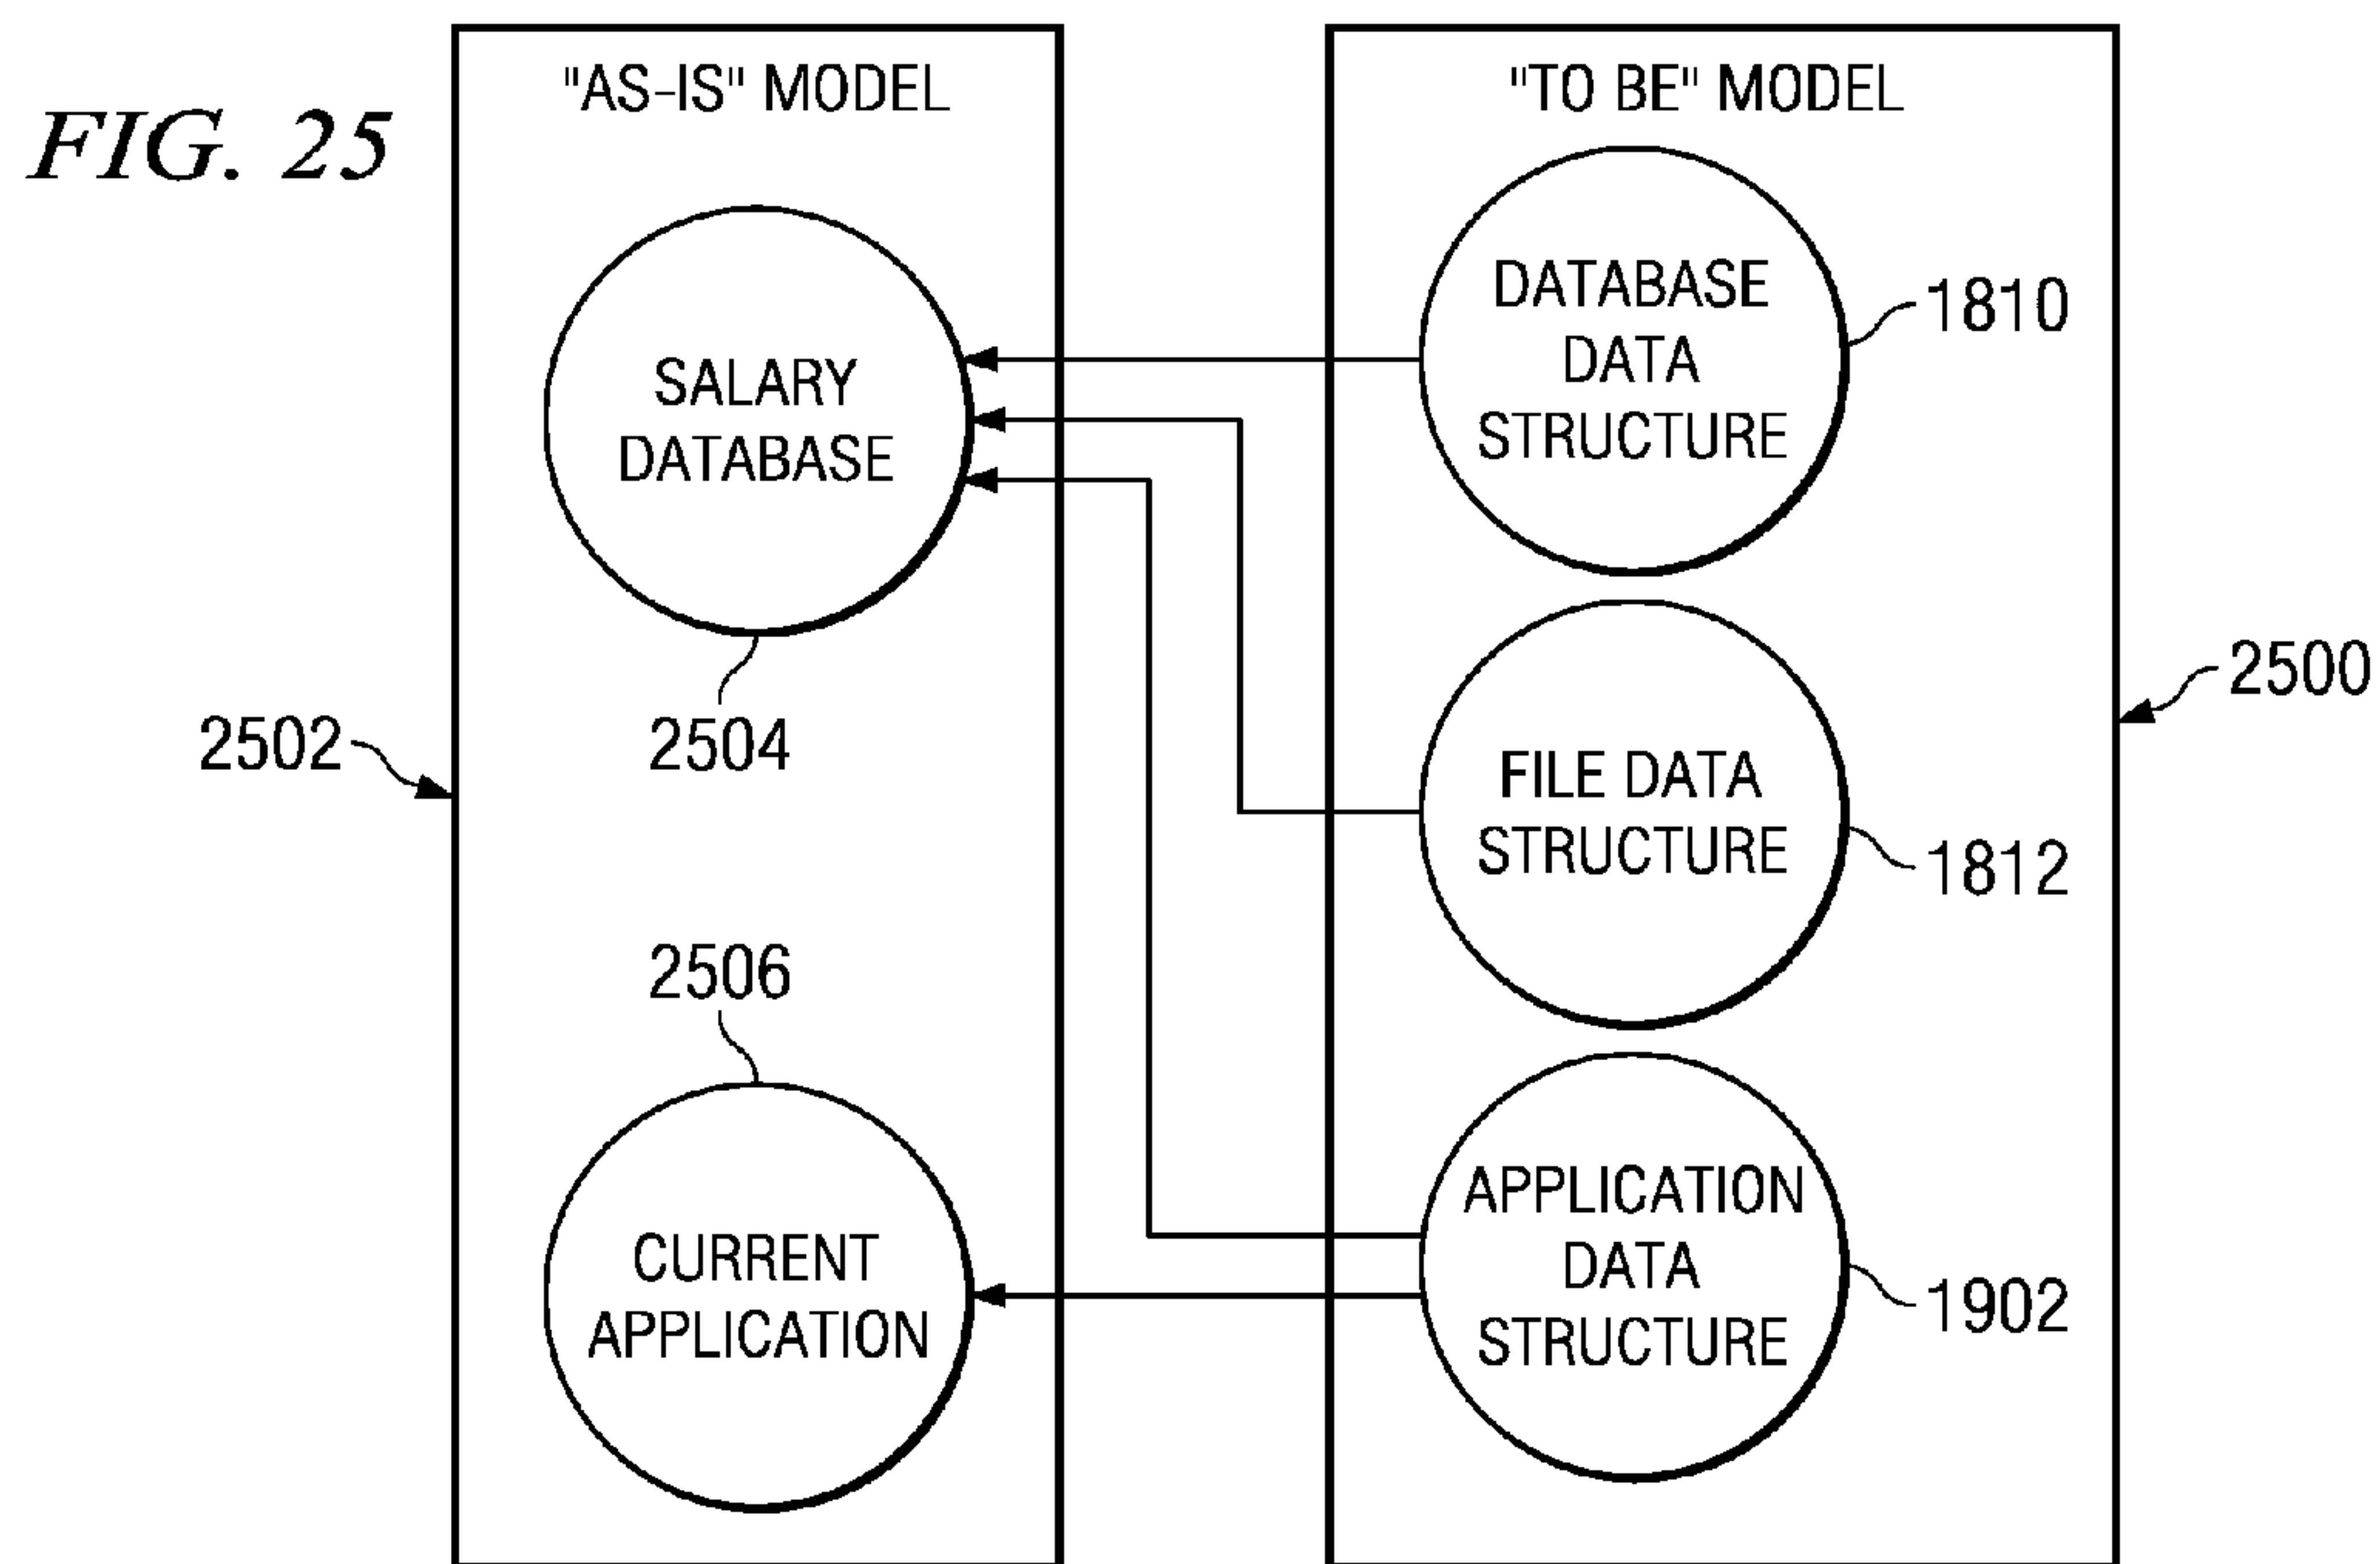 FIG. 25
"AS-IS" MODEL
SALARY
DATABASE
2504
2502
2506
CURRENT
APPLICATION
"TO BE" MODEL
DATABASE
DATA
STRUCTURE
1810
FILE DATA
STRUCTURE
1812
2500
APPLICATION
DATA
STRUCTURE
1902